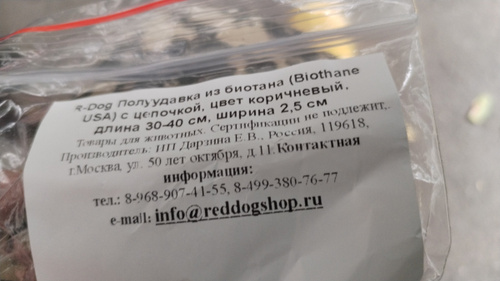 R-Dog Полуудавка из биотана (Biothane
USA) с цепочкой, цвет коричневый,
длина 30-40 см, ширина 2,5 см
Товары для животных. Сертификации не подлежит,
Производитель: ИП Дарзина Е.В., Россия, 119618,
г.Москва, ул. 50 лет октября, д 11 Контактная
информация:
тел.: 8-968-907-41-55, 8-499-380-76-77
e-mail: info@reddogshop.ru